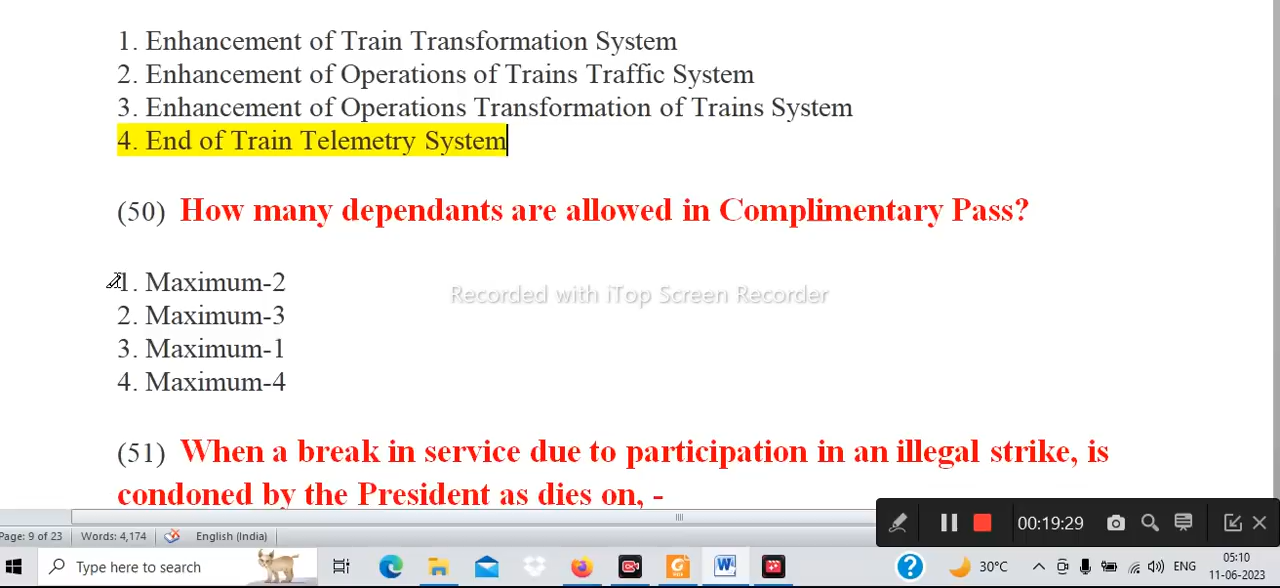 1. Enhancement of Train Transformation System
2. Enhancement of Operations of Trains Traffic System
3. Enhancement of Operations Transformation of Trains System
4. End of Train Telemetry System
(50) How many dependants are allowed in Complimentary Pass?
1. Maximum-2
Recorded with iTop Screen Recorder
2. Maximum-3
3. Maximum-1
4. Maximum-4
(51) When a break in service due to participation in an illegal strike, is
condoned by the President as dies on, -
00:19:29
Page: 9 of 23 Words: 4,174 English (India)
Type here to search
30°C ENG
05:10
11-06-2023